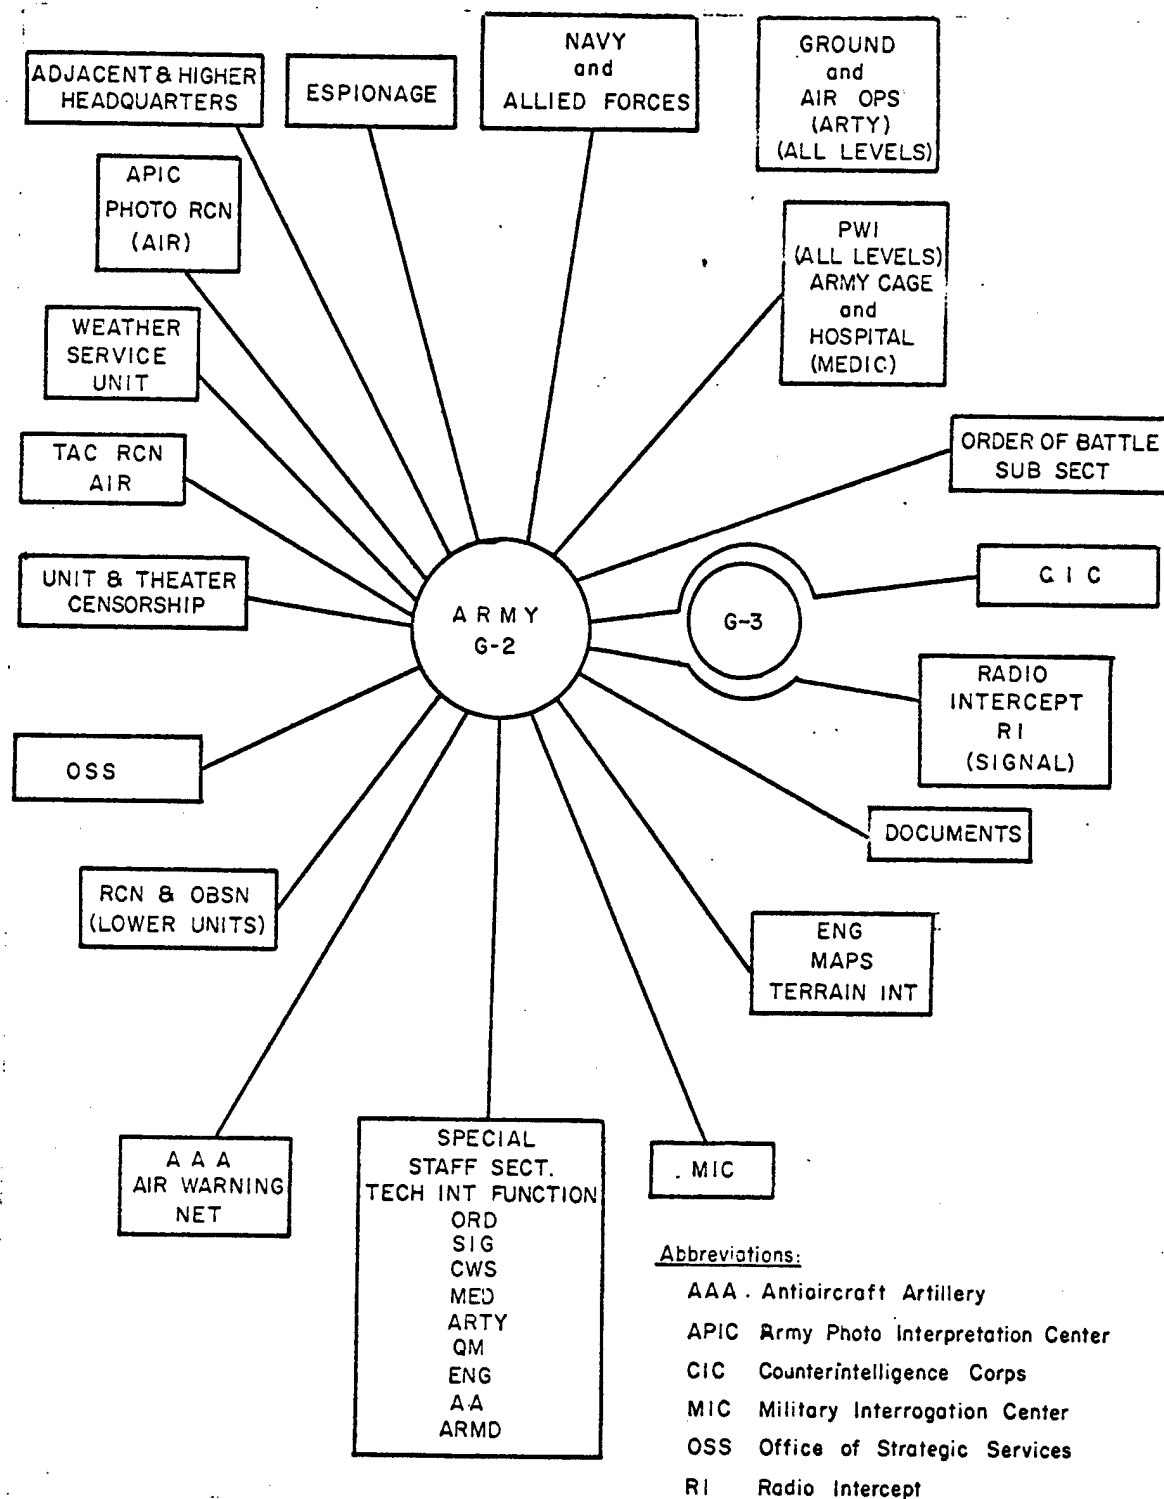 ADJACENT & HIGHER
HEADQUARTERS
ESPIONAGE
NAVY
and
ALLIED FORCES
GROUND
and
AIR OPS
(ARTY)
(ALL LEVELS)
APIC
PHOTO RCN
(AIR)
PWI
(ALL LEVELS)
ARMY CAGE
and
HOSPITAL
(MEDIC)
WEATHER
SERVICE
UNIT
TAC RCN
AIR
ORDER OF BATTLE
SUB SECT
UNIT & THEATER
CENSORSHIP
ARMY
G-2
G-3
CIC
RADIO
INTERCEPT
RI
(SIGNAL)
OSS
DOCUMENTS
RCN & OBSN
(LOWER UNITS)
ENG
MAPS
TERRAIN INT
AAA
AIR WARNING
NET
SPECIAL
STAFF SECT.
TECH INT FUNCTION
ORD
SIG
CWS
MED
ARTY
QM
ENG
AA
ARMD
MIC
Abbreviations:
AAA Antiaircraft Artillery
APIC Army Photo Interpretation Center
CIC Counterintelligence Corps
MIC Military Interrogation Center
OSS Office of Strategic Services
RI Radio Intercept